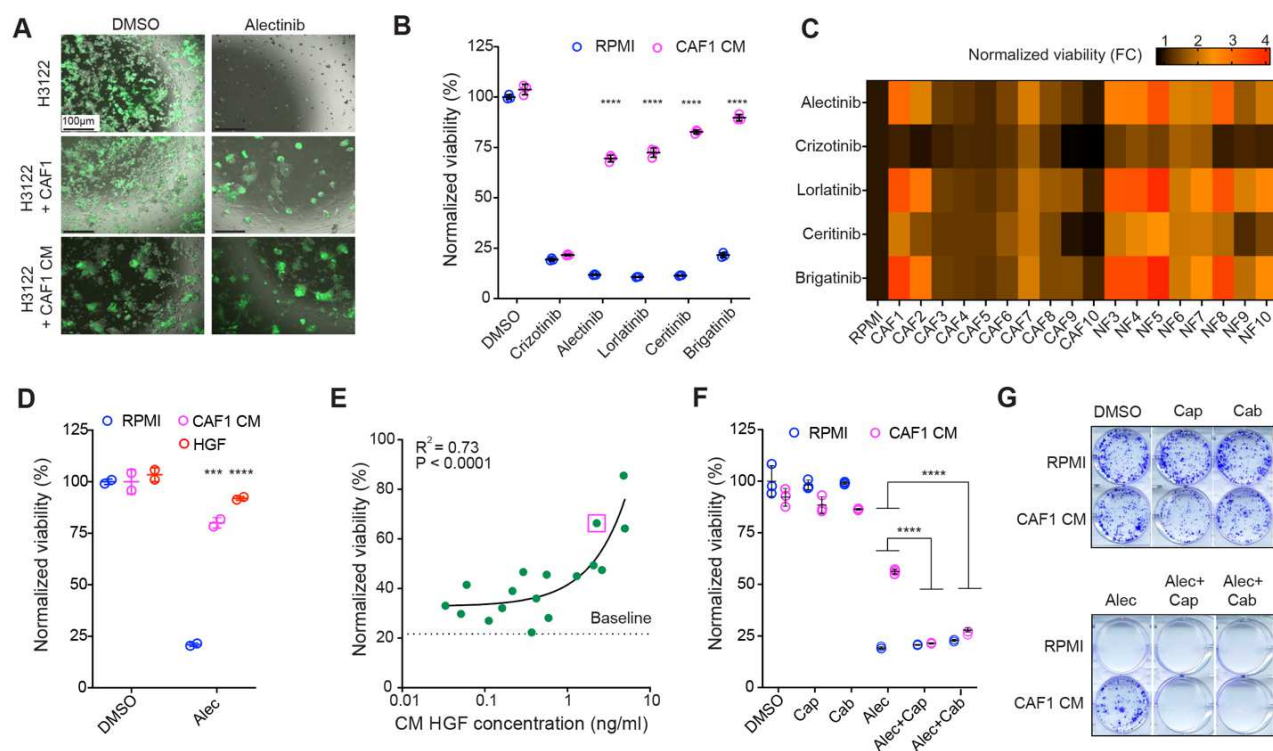 A
DMSO
Alectinib
H3122
100μm
H3122
+ CAF1
H3122
+ CAF1 CM
B
RPMI
CAF1 CM
Normalized viability (%)
125
100
75
50
25
0
****
****
****
****
DMSO
Crizotinib
Alectinib
Lorlatinib
Ceritinib
Brigatinib
C
Normalized viability (FC)
1
2
3
4
Alectinib
Crizotinib
Lorlatinib
Ceritinib
Brigatinib
RPMI
CAF1
CAF2
CAF3
CAF4
CAF5
CAF6
CAF7
CAF8
CAF9
CAF10
NF3
NF4
NF5
NF6
NF7
NF8
NF9
NF10
D
RPMI
CAF1 CM
HGF
Normalized viability (%)
125
100
75
50
25
0
***
****
DMSO
Alec
E
R2 = 0.73
P < 0.0001
Normalized viability (%)
100
80
60
40
20
0
Baseline
0.01
0.1
1
10
CM HGF concentration (ng/ml)
F
RPMI
CAF1 CM
Normalized viability (%)
125
100
75
50
25
0
****
****
DMSO
Cap
Cab
Alec
Alec+Cap
Alec+Cab
G
DMSO
Cap
Cab
RPMI
CAF1 CM
Alec
Alec+
Cap
Alec+
Cab
RPMI
CAF1 CM